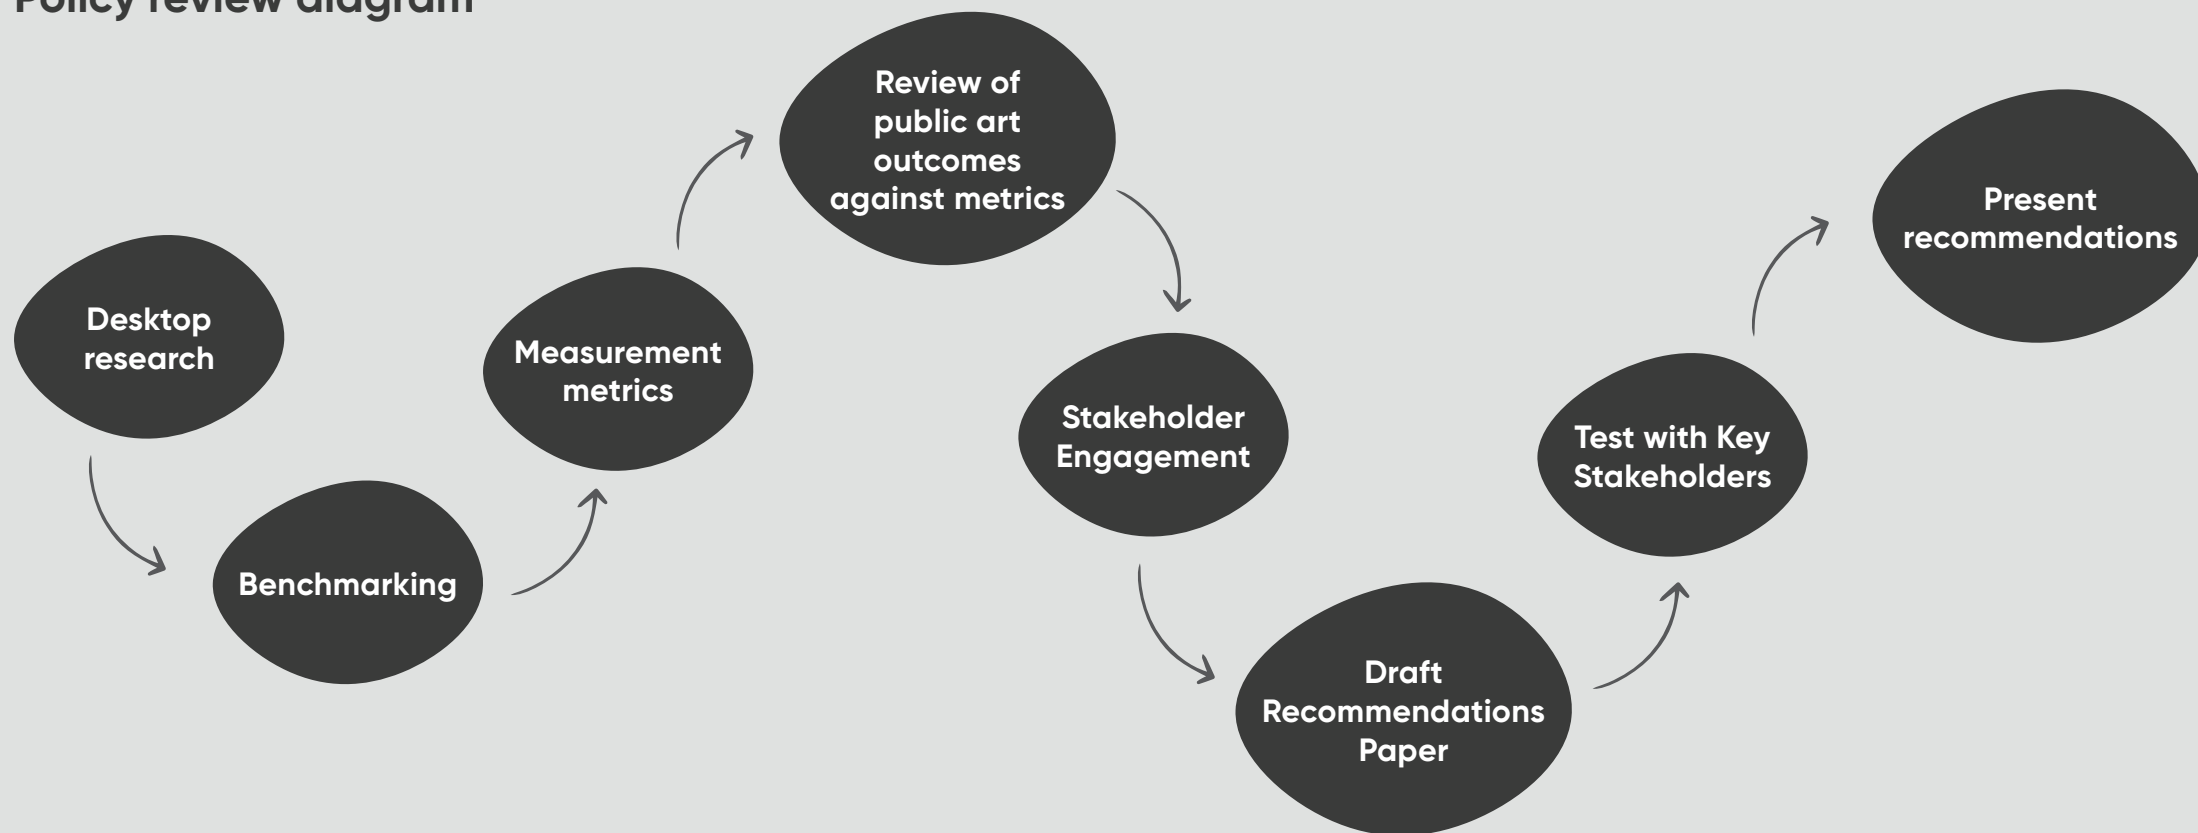 Policy review diagram
Desktop
research
Benchmarking
Measurement
metrics
Review of
public art
outcomes
against metrics
Stakeholder
Engagement
Draft
Recommendations
Paper
Test with Key
Stakeholders
Present
recommendations